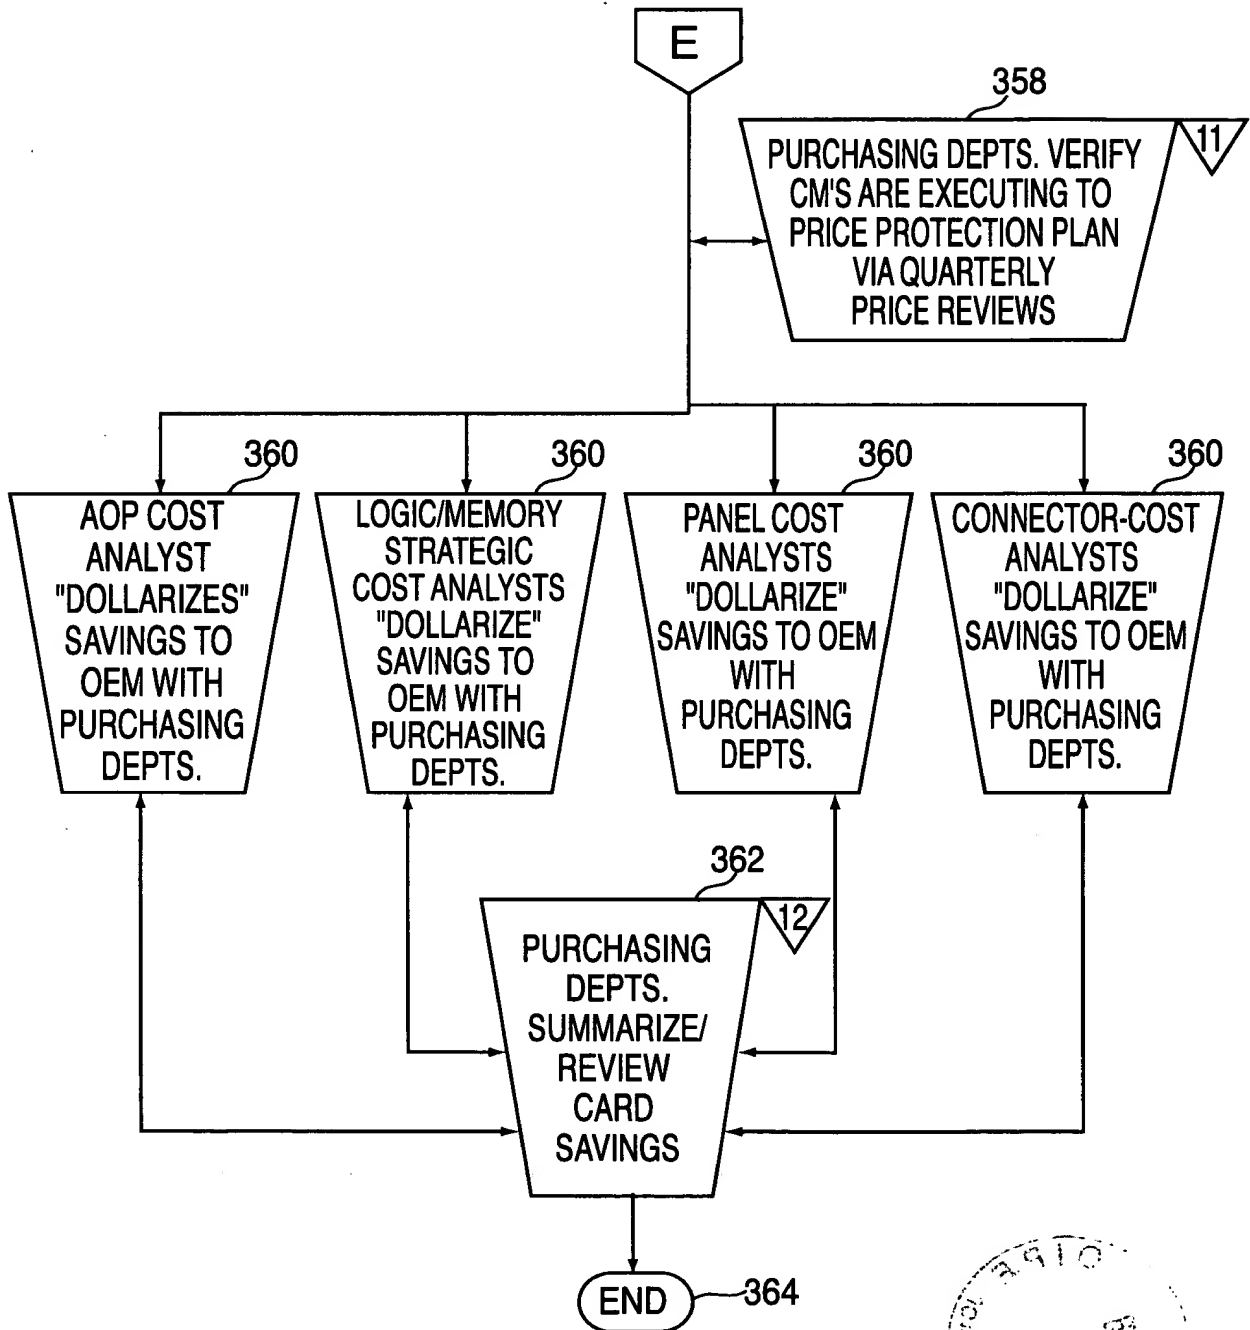 E
358
11
PURCHASING DEPTS. VERIFY
CM'S ARE EXECUTING TO
PRICE PROTECTION PLAN
VIA QUARTERLY
PRICE REVIEWS
360
AOP COST
ANALYST
"DOLLARIZES"
SAVINGS TO
OEM WITH
PURCHASING
DEPTS.
360
LOGIC/MEMORY
STRATEGIC
COST ANALYSTS
"DOLLARIZE"
SAVINGS TO
OEM WITH
PURCHASING
DEPTS.
360
PANEL COST
ANALYSTS
"DOLLARIZE"
SAVINGS TO OEM
WITH
PURCHASING
DEPTS.
360
CONNECTOR-COST
ANALYSTS
"DOLLARIZE"
SAVINGS TO OEM
WITH
PURCHASING
DEPTS.
362
12
PURCHASING
DEPTS.
SUMMARIZE/
REVIEW
CARD
SAVINGS
END
364